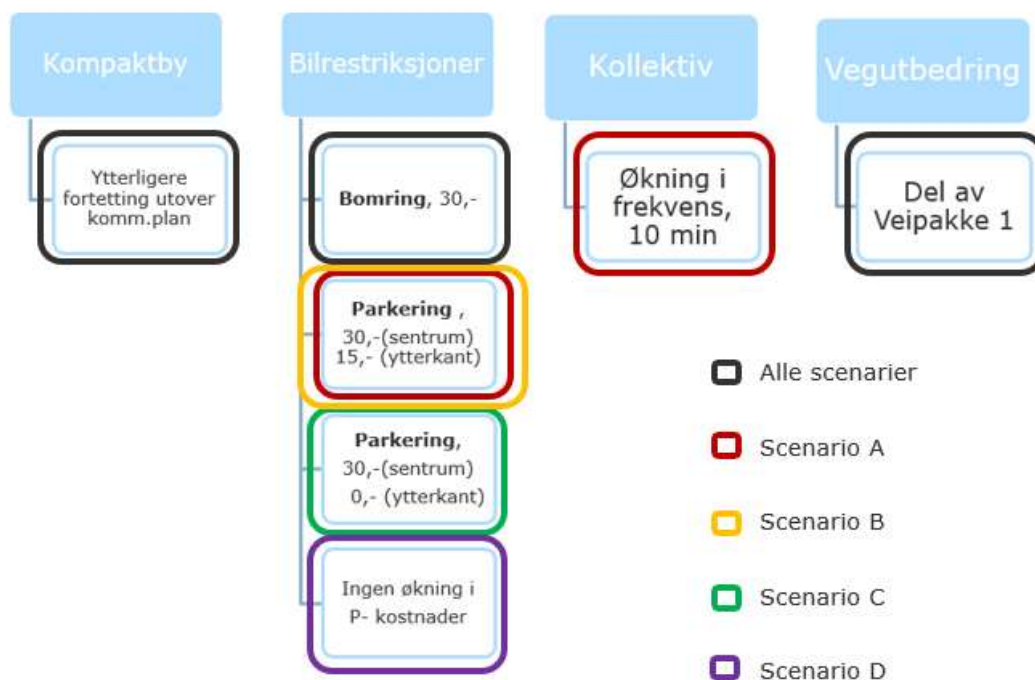 Kompaktby
Ytterligere
fortetting utover
komm.plan
Bilrestriksjoner
Bomring, 30,-
Parkering ,
30,-(sentrum)
15,- (ytterkant)
Parkering,
30,-(sentrum)
0,- (ytterkant)
Ingen økning i
P- kostnader
Kollektiv
Økning i
frekvens,
10 min
Vegutbedring
Del av
Veipakke 1
Alle scenarier
Scenario A
Scenario B
Scenario C
Scenario D